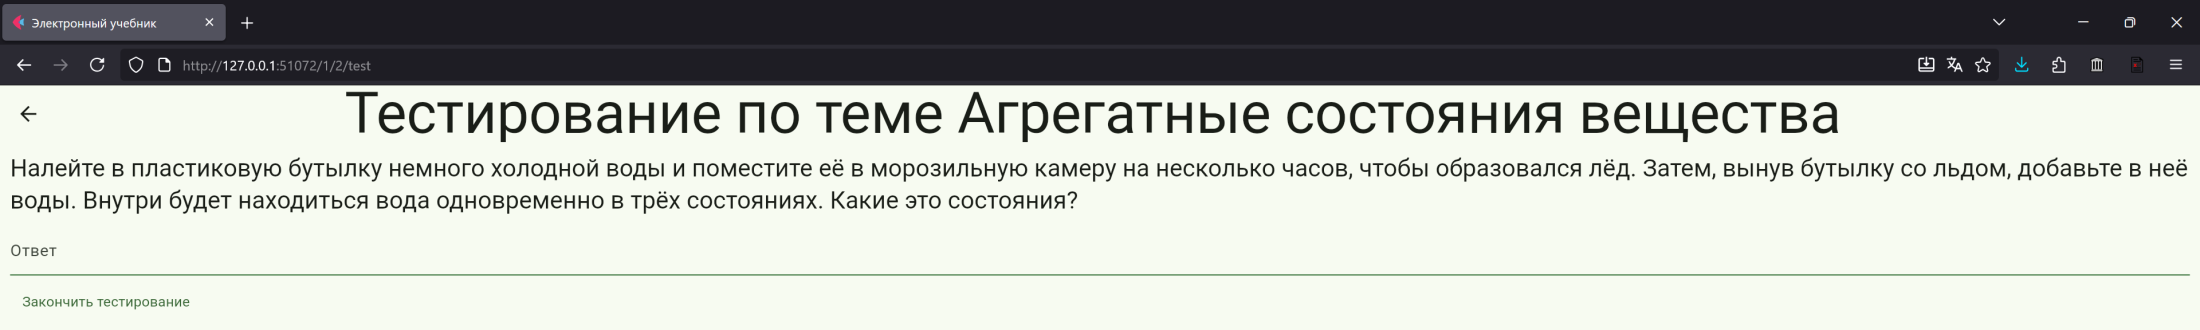 Электронный учебник
http://127.0.0.1:51072/1/2/test
Тестирование по теме Агрегатные состояния вещества
Налейте в пластиковую бутылку немного холодной воды и поместите её в морозильную камеру на несколько часов, чтобы образовался лёд. Затем, вынув бутылку со льдом, добавьте в неё
воды. Внутри будет находиться вода одновременно в трёх состояниях. Какие это состояния?
Ответ
Закончить тестирование